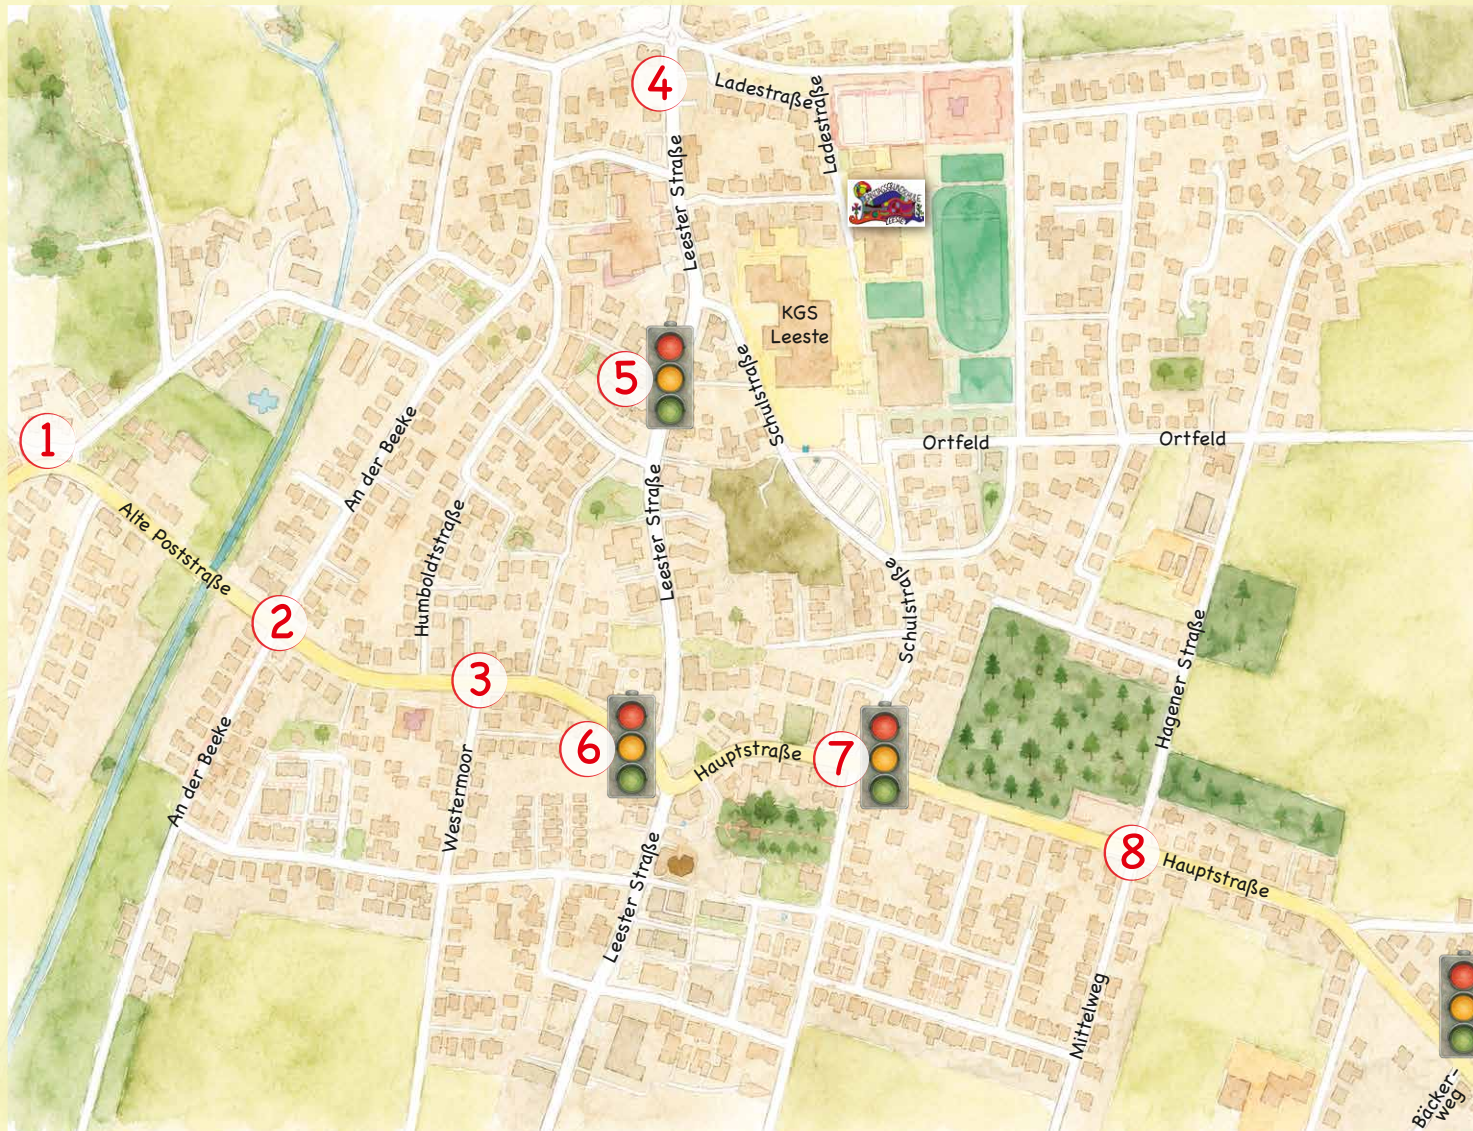 4
Ladestraße
Ladestraße
Leester Straße
LEESTE
KGS
Leeste
5
Schulstraße
1
An der Beeke
Ortfeld
Ortfeld
Alte Poststraße
Humboldtstraße
Leester Straße
2
Schulstraße
3
Hagener Straße
An der Beeke
Westermoor
6
Hauptstraße
7
8
Hauptstraße
Leester Straße
Mittelweg
Bäcker-
weg